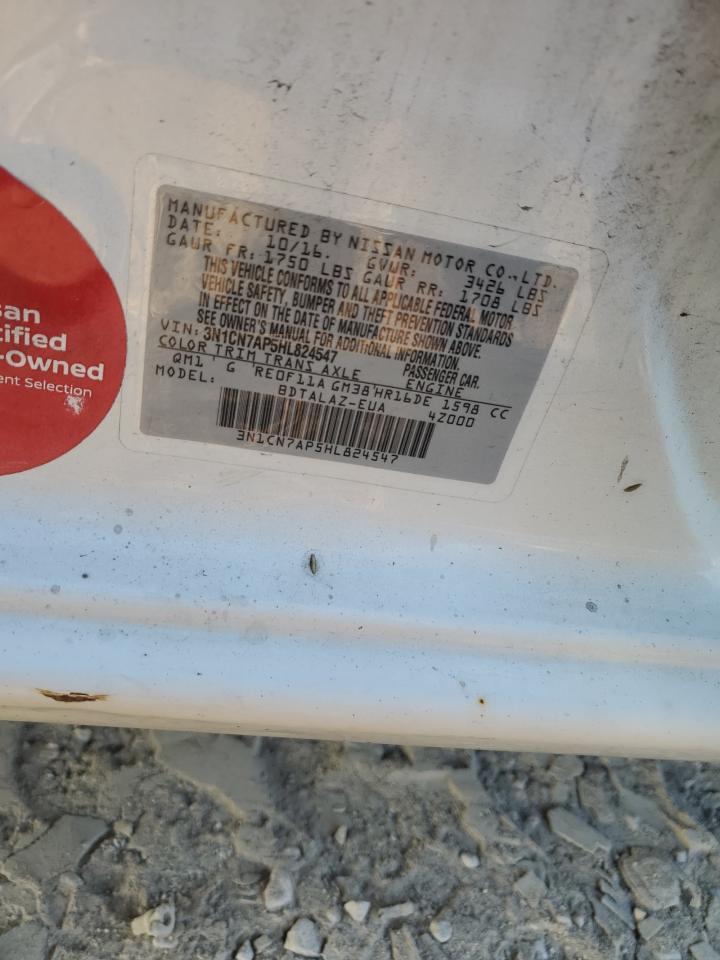 MANUFACTURED BY NISSAN MOTOR CO.,LTD.
DATE: 10/16. GVWR: 3426 LBS
GAWR FR: 1750 LBS GAWR RR: 1708 LBS
THIS VEHICLE CONFORMS TO ALL APPLICABLE FEDERAL MOTOR
VEHICLE SAFETY, BUMPER AND THEFT PREVENTION STANDARDS
IN EFFECT ON THE DATE OF MANUFACTURE SHOWN ABOVE.
SEE OWNER'S MANUAL FOR ADDITIONAL INFORMATION.
VIN: 3N1CN7AP5HL824547 PASSENGER CAR.
COLOR TRIM TRANS AXLE ENGINE
QM1 G RE0F11A GM38 HR16DE 1598 CC
MODEL: BDTALAZ-EUA 4Z000
3N1CN7AP5HL824547
san
tified
-Owned
ent Selection